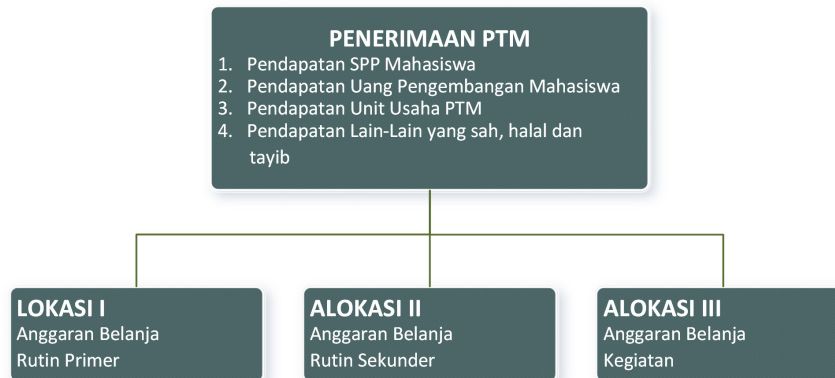 PENERIMAAN PTM
1. Pendapatan SPP Mahasiswa
2. Pendapatan Uang Pengembangan Mahasiswa
3. Pendapatan Unit Usaha PTM
4. Pendapatan Lain-Lain yang sah, halal dan
tayib
LOKASI I
Anggaran Belanja
Rutin Primer
ALOKASI II
Anggaran Belanja
Rutin Sekunder
ALOKASI III
Anggaran Belanja
Kegiatan